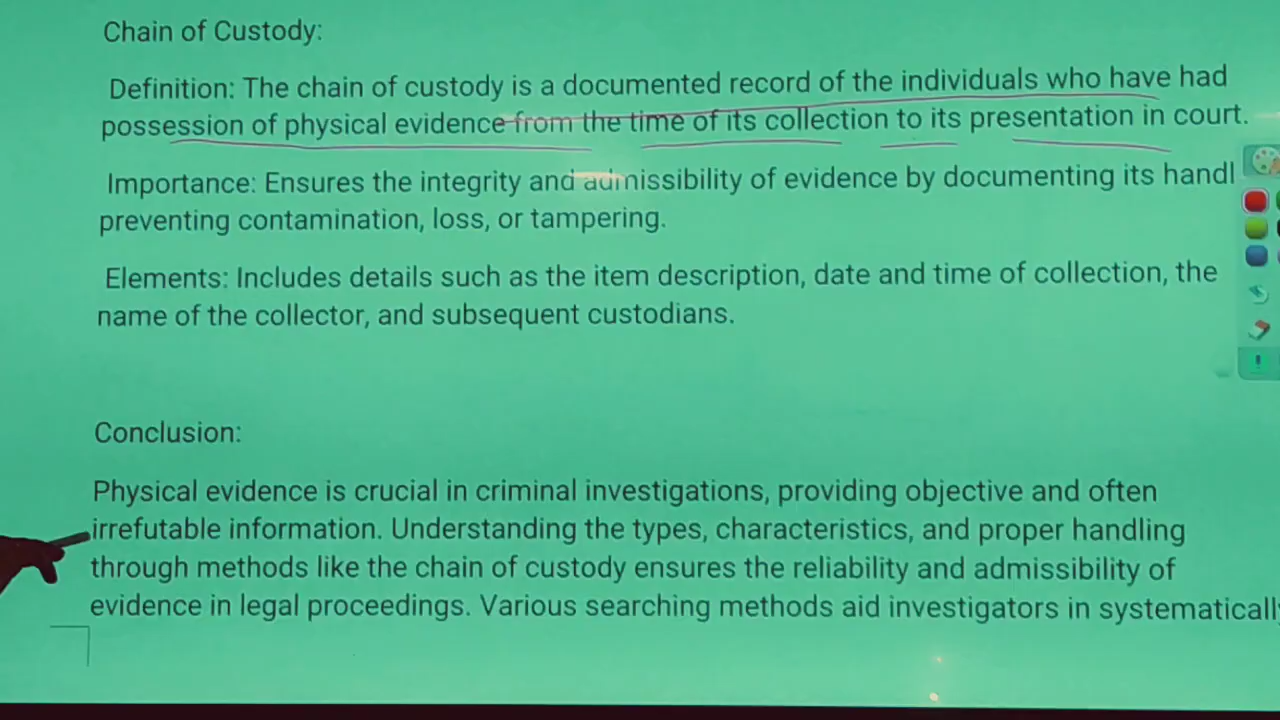 Chain of Custody:
Definition: The chain of custody is a documented record of the individuals who have had
possession of physical evidence from the time of its collection to its presentation in court.
Importance: Ensures the integrity and admissibility of evidence by documenting its handl
preventing contamination, loss, or tampering.
Elements: Includes details such as the item description, date and time of collection, the
name of the collector, and subsequent custodians.
Conclusion:
Physical evidence is crucial in criminal investigations, providing objective and often
irrefutable information. Understanding the types, characteristics, and proper handling
through methods like the chain of custody ensures the reliability and admissibility of
evidence in legal proceedings. Various searching methods aid investigators in systematically